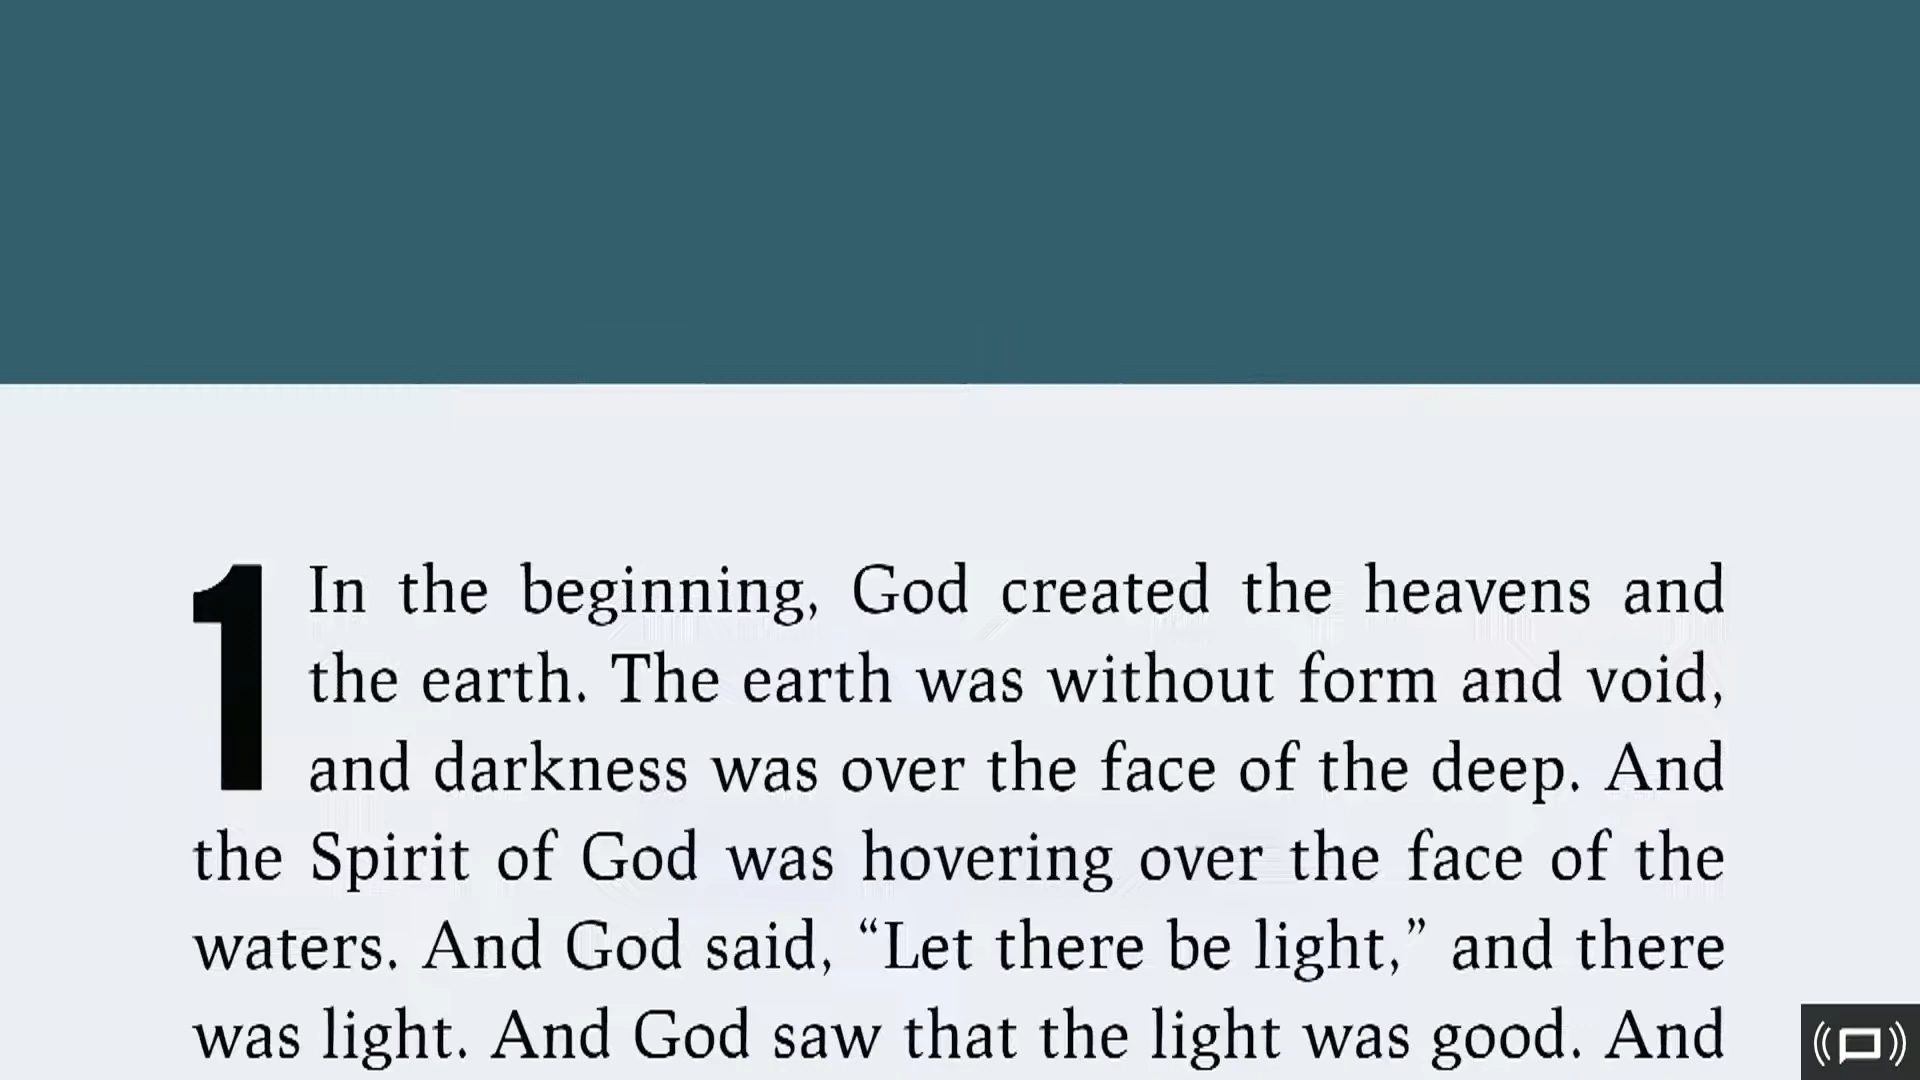 1 In the beginning, God created the heavens and
the earth. The earth was without form and void,
and darkness was over the face of the deep. And
the Spirit of God was hovering over the face of the
waters. And God said, “Let there be light,” and there
was light. And God saw that the light was good. And